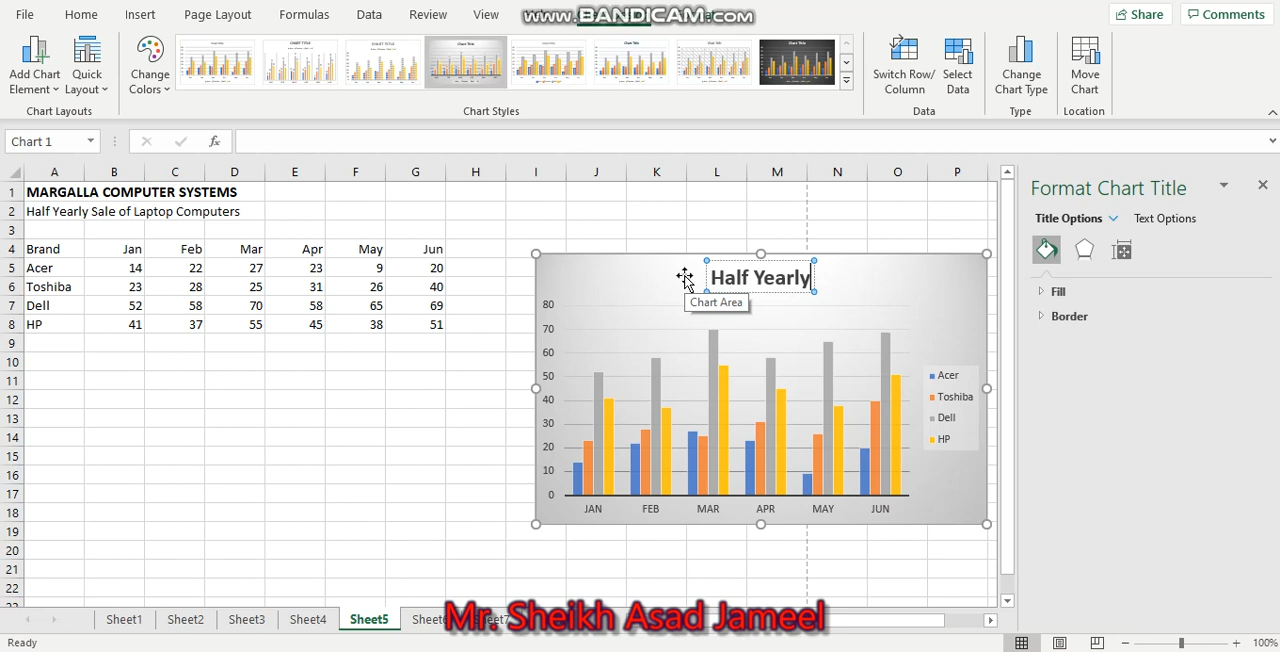 File
Home
Insert
Page Layout
Formulas
Data
Review
View
www.BANDICAM.com
Share
Comments
Add Chart
Element
Quick
Layout
Change
Colors
Switch Row/
Column
Select
Data
Change
Chart Type
Move
Chart
Chart Layouts
Chart Styles
Data
Type
Location
Chart 1
fx
A B C D E F G H I J K L M N O P
1 MARGALLA COMPUTER SYSTEMS
2 Half Yearly Sale of Laptop Computers
3
4 Brand Jan Feb Mar Apr May Jun
5 Acer 14 22 27 23 9 20
6 Toshiba 23 28 25 31 26 40
7 Dell 52 58 70 58 65 69
8 HP 41 37 55 45 38 51
9
10
11
12
13
14
15
16
17
18
19
20
21
22
Half Yearly
Chart Area
80
70
60
50
40
30
20
10
0
JAN FEB MAR APR MAY JUN
Acer
Toshiba
Dell
HP
Format Chart Title
Title Options
Text Options
Fill
Border
Sheet1 Sheet2 Sheet3 Sheet4 Sheet5
Mr. Sheikh Asad Jameel
Ready
100%